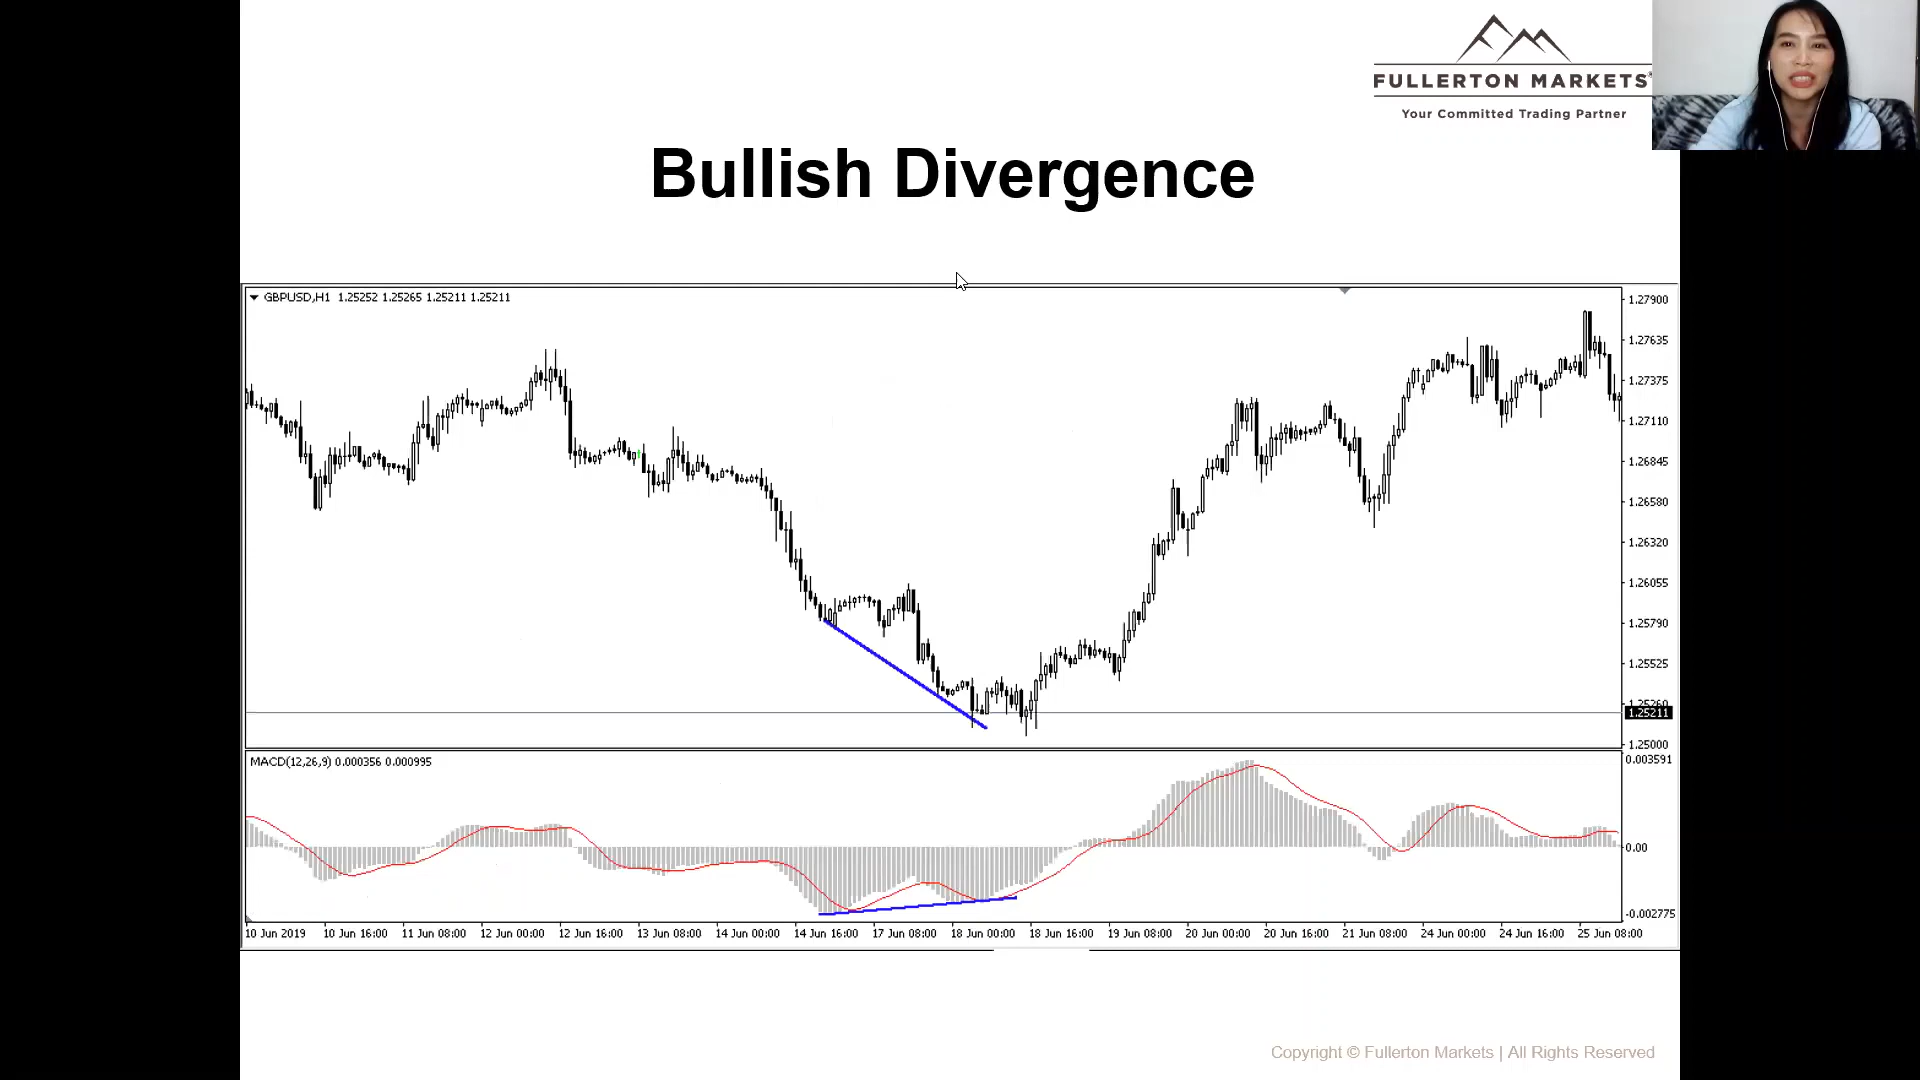 FULLERTON MARKETS®
Your Committed Trading Partner
Bullish Divergence
GBPUSD,H1 1.25252 1.25265 1.25211 1.25211
1.27900
1.27635
1.27375
1.27110
1.26845
1.26580
1.26320
1.26055
1.25790
1.25525
1.25260
1.25211
1.25000
MACD(12,26,9) 0.000356 0.000995
0.003591
0.00
-0.002775
10 Jun 2019 10 Jun 16:00 11 Jun 08:00 12 Jun 00:00 12 Jun 16:00 13 Jun 08:00 14 Jun 00:00 14 Jun 16:00 17 Jun 08:00 18 Jun 00:00 18 Jun 16:00 19 Jun 08:00 20 Jun 00:00 20 Jun 16:00 21 Jun 08:00 24 Jun 00:00 24 Jun 16:00 25 Jun 08:00
Copyright © Fullerton Markets | All Rights Reserved